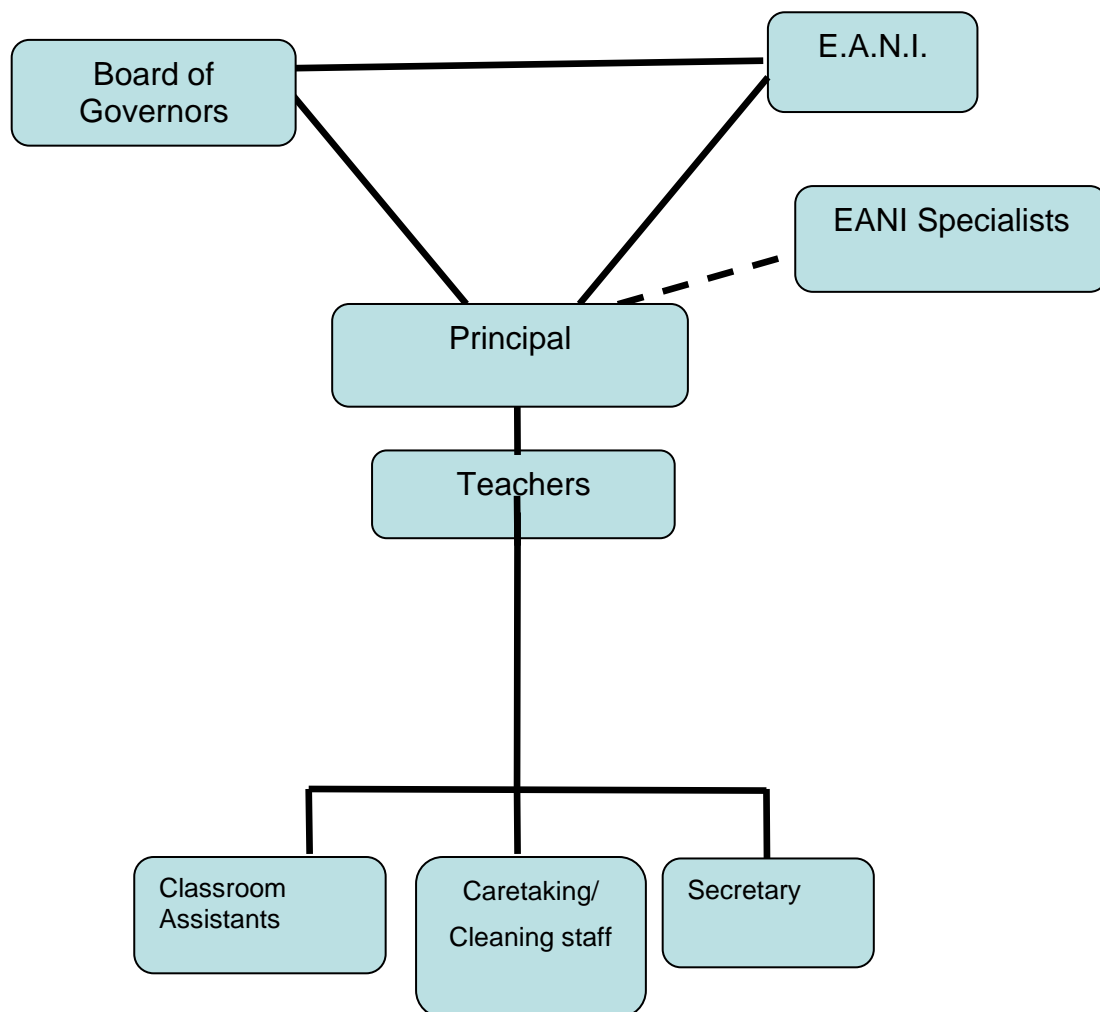 Board of
Governors
E.A.N.I.
EANI Specialists
Principal
Teachers
Classroom
Assistants
Caretaking/
Cleaning staff
Secretary